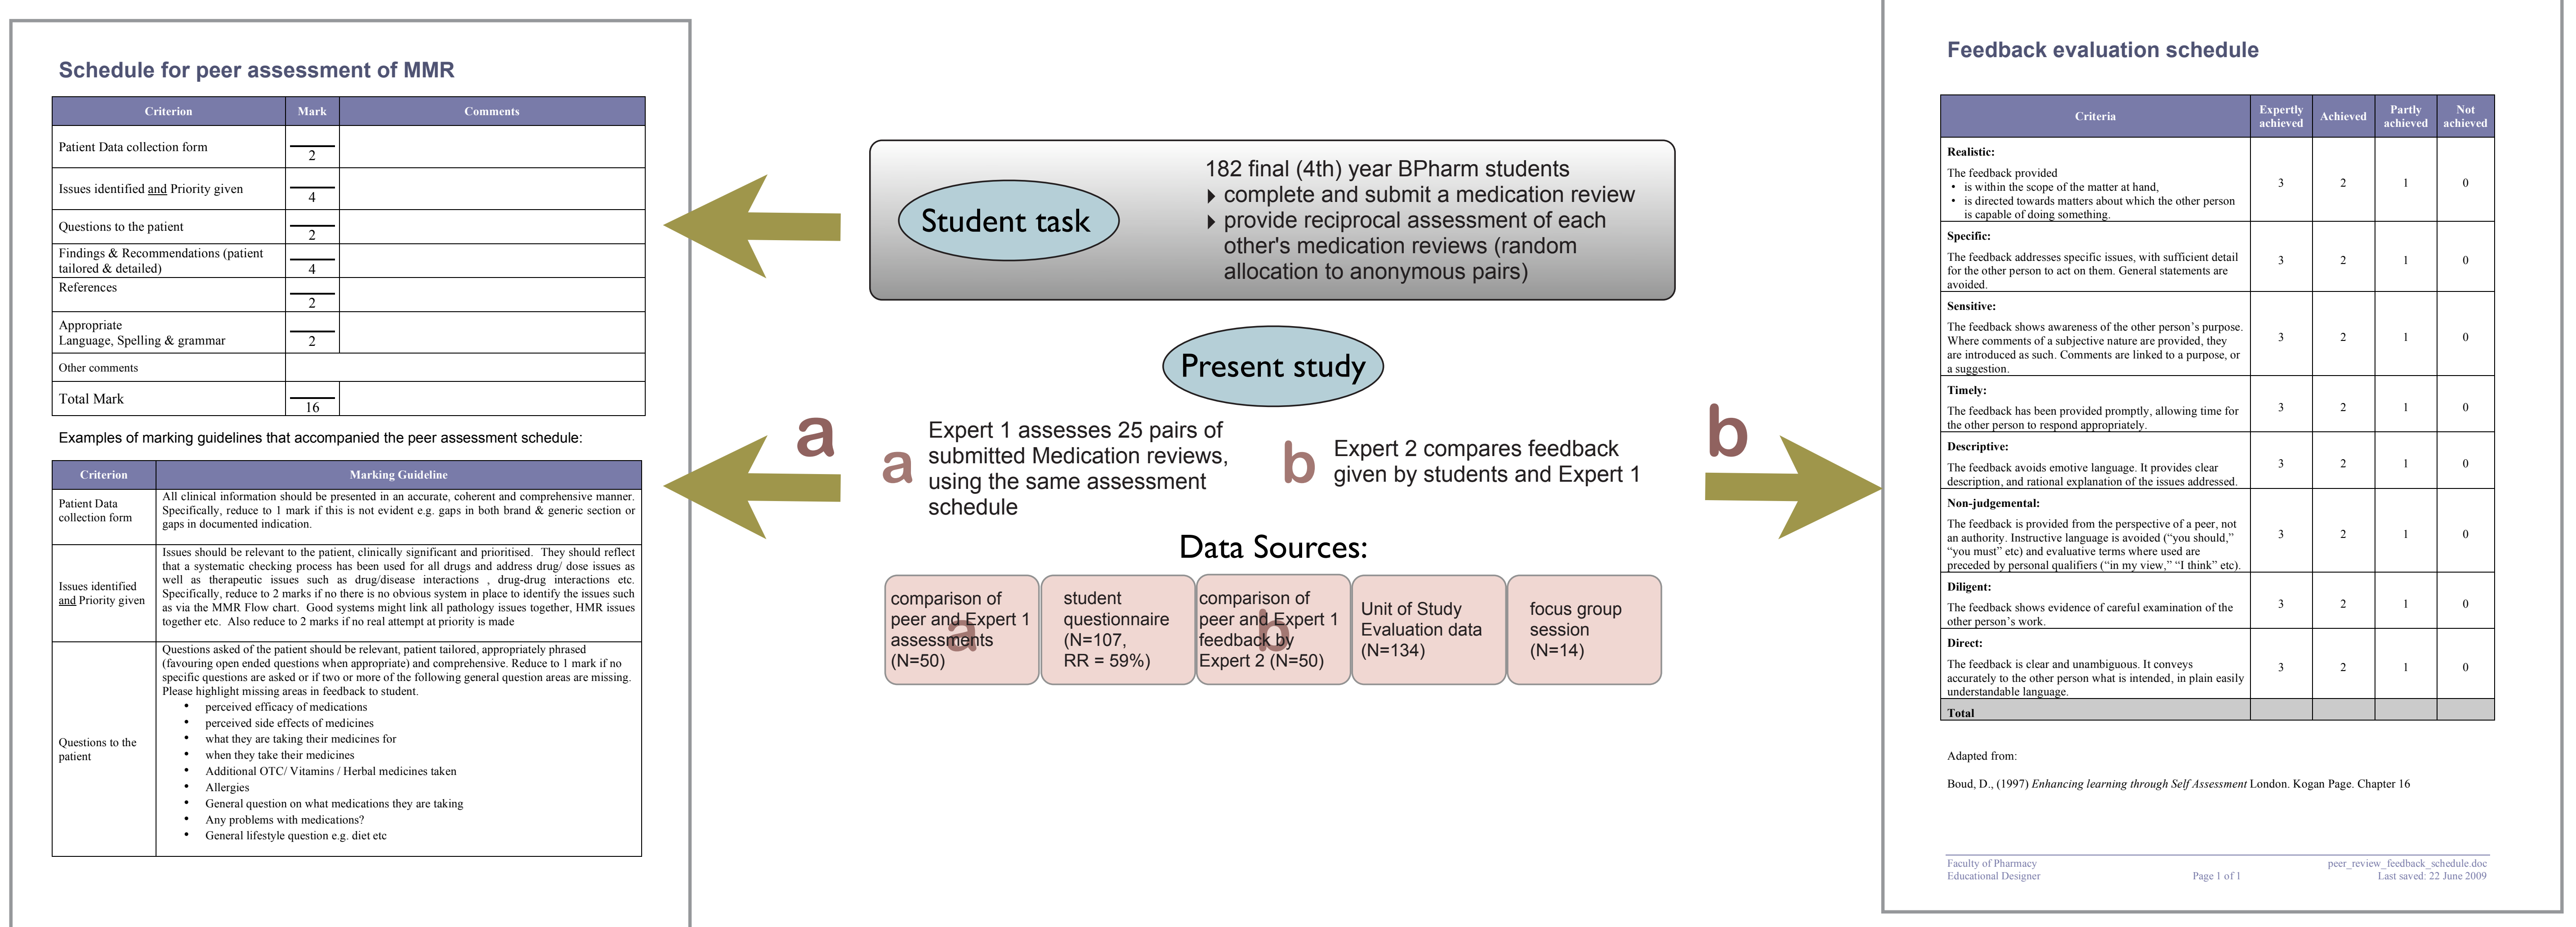 Schedule for peer assessment of MMR
Criterion Mark Comments
Patient Data collection form 2
Issues identified and Priority given 4
Questions to the patient 2
Findings & Recommendations (patient
tailored & detailed) 4
References 2
Appropriate
Language, Spelling & grammar 2
Other comments
Total Mark 16
Examples of marking guidelines that accompanied the peer assessment schedule:
Criterion Marking Guideline
Patient Data
collection form
All clinical information should be presented in an accurate, coherent and comprehensive manner.
Specifically, reduce to 1 mark if this is not evident e.g. gaps in both brand & generic section or
gaps in documented indication.
Issues identified
and Priority given
Issues should be relevant to the patient, clinically significant and prioritised. They should reflect
that a systematic checking process has been used for all drugs and address drug/ dose issues as
well as therapeutic issues such as drug/disease interactions , drug-drug interactions etc.
Specifically, reduce to 2 marks if no there is no obvious system in place to identify the issues such
as via the MMR Flow chart. Good systems might link all pathology issues together, HMR issues
together etc. Also reduce to 2 marks if no real attempt at priority is made
Questions to the
patient
Questions asked of the patient should be relevant, patient tailored, appropriately phrased
(favouring open ended questions when appropriate) and comprehensive. Reduce to 1 mark if no
specific questions are asked or if two or more of the following general question areas are missing.
Please highlight missing areas in feedback to student.
• perceived efficacy of medications
• perceived side effects of medicines
• what they are taking their medicines for
• when they take their medicines
• Additional OTC/ Vitamins / Herbal medicines taken
• Allergies
• General question on what medications they are taking
• Any problems with medications?
• General lifestyle question e.g. diet etc
Student task
182 final (4th) year BPharm students
complete and submit a medication review
provide reciprocal assessment of each
other's medication reviews (random
allocation to anonymous pairs)
Present study
a
a
Expert 1 assesses 25 pairs of
submitted Medication reviews,
using the same assessment
schedule
b
Expert 2 compares feedback
given by students and Expert 1
b
Data Sources:
comparison of
peer and Expert 1
assessments
(N=50)
a
student
questionnaire
(N=107,
RR = 59%)
comparison of
peer and Expert 1
feedback by
Expert 2 (N=50)
b
Unit of Study
Evaluation data
(N=134)
focus group
session
(N=14)
Feedback evaluation schedule
Criteria Expertly achieved Achieved Partly achieved Not achieved
Realistic:
The feedback provided
• is within the scope of the matter at hand,
• is directed towards matters about which the other person
is capable of doing something.
3 2 1 0
Specific:
The feedback addresses specific issues, with sufficient detail
for the other person to act on them. General statements are
avoided.
3 2 1 0
Sensitive:
The feedback shows awareness of the other person's purpose.
Where comments of a subjective nature are provided, they
are introduced as such. Comments are linked to a purpose, or
a suggestion.
3 2 1 0
Timely:
The feedback has been provided promptly, allowing time for
the other person to respond appropriately.
3 2 1 0
Descriptive:
The feedback avoids emotive language. It provides clear
description, and rational explanation of the issues addressed.
3 2 1 0
Non-judgemental:
The feedback is provided from the perspective of a peer, not
an authority. Instructive language is avoided (“you should,”
“you must” etc) and evaluative terms where used are
preceded by personal qualifiers (“in my view,” “I think” etc).
3 2 1 0
Diligent:
The feedback shows evidence of careful examination of the
other person's work.
3 2 1 0
Direct:
The feedback is clear and unambiguous. It conveys
accurately to the other person what is intended, in plain easily
understandable language.
3 2 1 0
Total
Adapted from:
Boud, D., (1997) Enhancing learning through Self Assessment London. Kogan Page. Chapter 16
Faculty of Pharmacy peer_review_feedback_schedule.doc
Educational Designer Page 1 of 1 Last saved: 22 June 2009